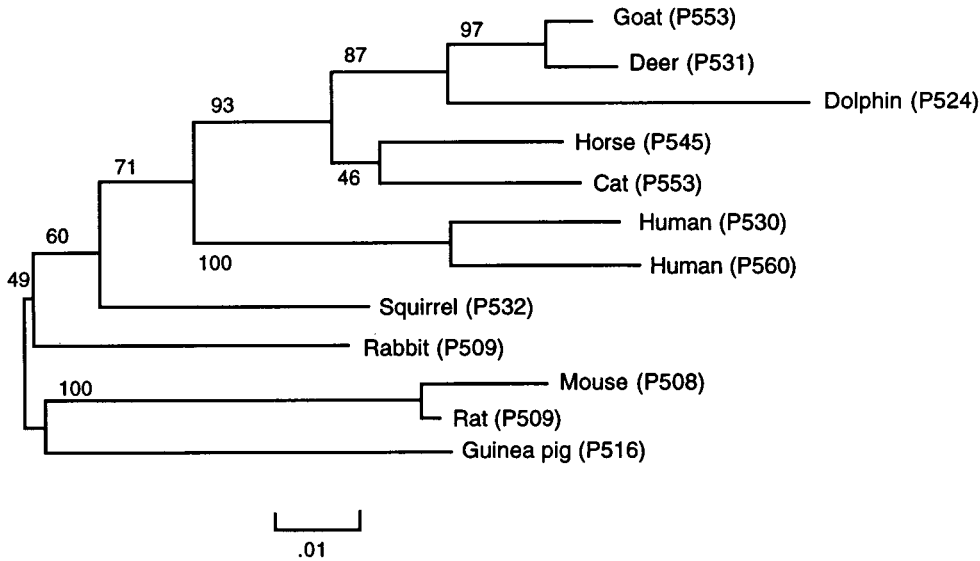 Goat (P553)
97
Deer (P531)
87
Dolphin (P524)
93
Horse (P545)
46
Cat (P553)
71
Human (P530)
100
Human (P560)
60
49
Squirrel (P532)
Rabbit (P509)
Mouse (P508)
100
Rat (P509)
Guinea pig (P516)
.01